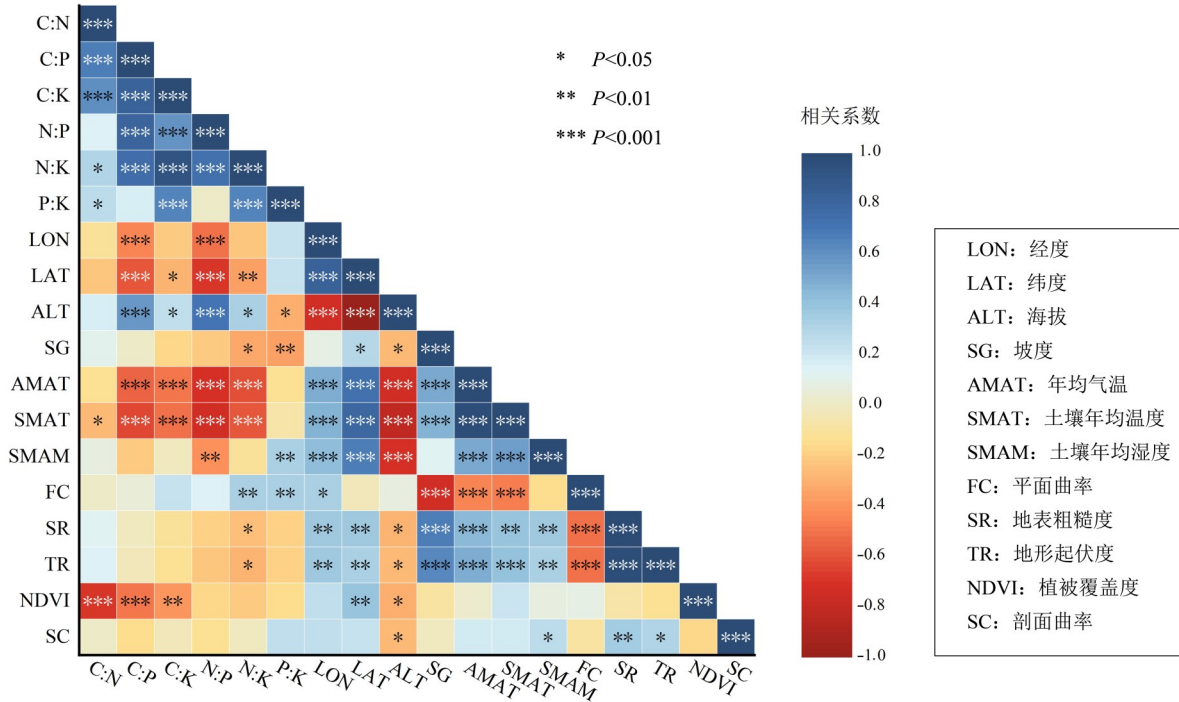 C:N ***
C:P *** ***
C:K *** *** ***
N:P *** *** ***
N:K * *** *** *** ***
P:K * *** *** ***
LON *** *** ***
LAT *** * *** ** *** ***
ALT *** * *** * * *** *** ***
SG * ** * * ***
AMAT *** *** *** *** *** *** *** *** ***
SMAT * *** *** *** *** *** *** *** *** *** ***
SMAM ** ** *** *** *** *** *** ***
FC ** ** * *** *** *** ***
SR * ** ** * *** *** ** ** *** ***
TR * ** ** * *** *** *** ** *** *** ***
NDVI *** *** ** ** * ***
SC * * ** * ***
C:N C:P C:K N:P N:K P:K LON LAT ALT SG AMAT SMAT SMAM FC SR TR NDVI SC
* P<0.05
** P<0.01
*** P<0.001
相关系数
1.0
0.8
0.6
0.4
0.2
0.0
-0.2
-0.4
-0.6
-0.8
-1.0
LON：经度
LAT：纬度
ALT：海拔
SG：坡度
AMAT：年均气温
SMAT：土壤年均温度
SMAM：土壤年均湿度
FC：平面曲率
SR：地表粗糙度
TR：地形起伏度
NDVI：植被覆盖度
SC：剖面曲率